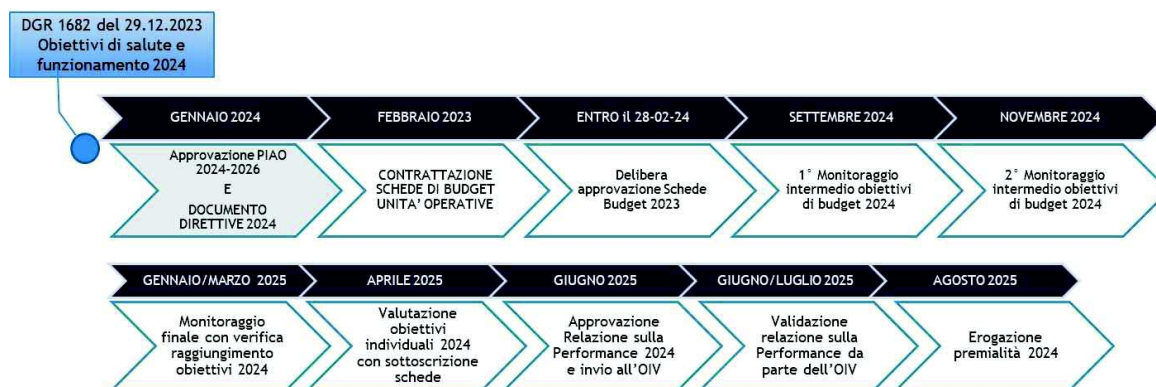 DGR 1682 del 29.12.2023
Obiettivi di salute e
funzionamento 2024
GENNAIO 2024
FEBBRAIO 2023
ENTRO il 28-02-24
SETTEMBRE 2024
NOVEMBRE 2024
Approvazione PIAO
2024-2026
E
DOCUMENTO
DIRETTIVE 2024
CONTRATTAZIONE
SCHEDE DI BUDGET
UNITA’ OPERATIVE
Delibera
approvazione Schede
Budget 2023
1° Monitoraggio
intermedio obiettivi
di budget 2024
2° Monitoraggio
intermedio obiettivi
di budget 2024
GENNAIO/MARZO 2025
APRILE 2025
GIUGNO 2025
GIUGNO/LUGLIO 2025
AGOSTO 2025
Monitoraggio
finale con verifica
raggiungimento
obiettivi 2024
Valutazione
obiettivi
individuali 2024
con sottoscrizione
schede
Approvazione
Relazione sulla
Performance 2024
e invio all’OIV
Validazione
relazione sulla
Performance da
parte dell’OIV
Erogazione
premialità 2024